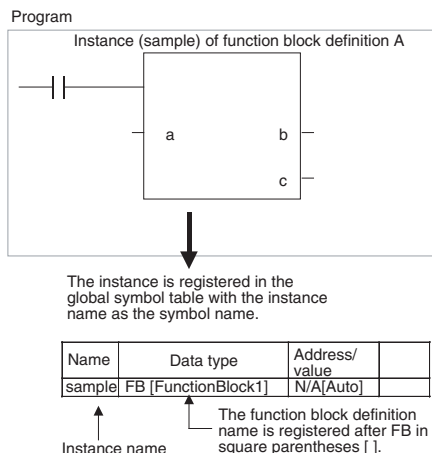 Program
Instance (sample) of function block definition A
a
b
c
The instance is registered in the
global symbol table with the instance
name as the symbol name.
Name Data type Address/
value
sample FB [FunctionBlock1] N/A[Auto]
The function block definition
name is registered after FB in
square parentheses [ ].
Instance name